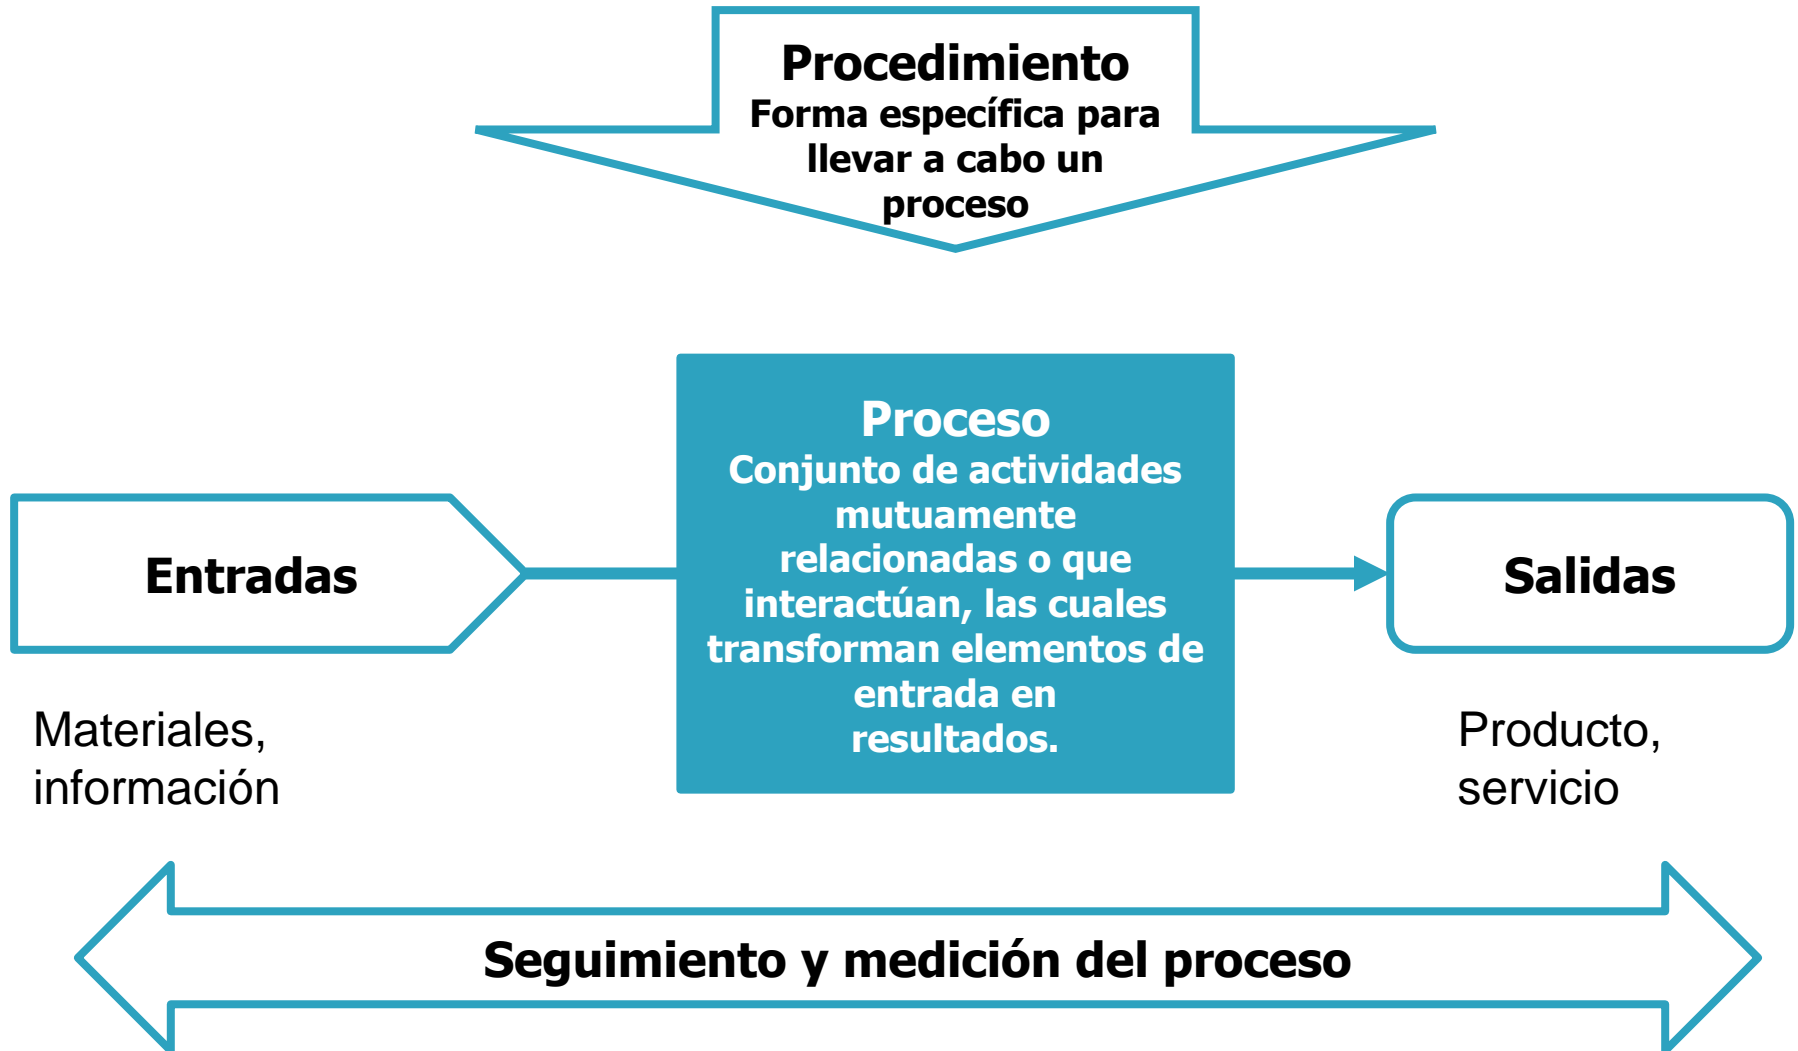 Procedimiento
Forma específica para
llevar a cabo un
proceso
Proceso
Conjunto de actividades
mutuamente
relacionadas o que
interactúan, las cuales
transforman elementos de
entrada en
resultados.
Entradas
Salidas
Materiales,
información
Producto,
servicio
Seguimiento y medición del proceso